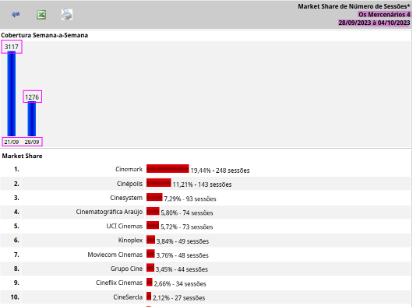 Market Share de Número de Sessões*
Os Mercenários 4
28/09/2023 à 04/10/2023
Cobertura Semana-a-Semana
3117
1276
21/09 28/09
Market Share
1. Cinemark 19,44% - 248 sessões
2. Cinépolis 11,21% - 143 sessões
3. Cinesystem 7,29% - 93 sessões
4. Cinematográfica Araújo 5,80% - 74 sessões
5. UCI Cinemas 5,72% - 73 sessões
6. Kinoplex 3,84% - 49 sessões
7. Moviecom Cinemas 3,76% - 48 sessões
8. Grupo Cine 3,45% - 44 sessões
9. Cineflix Cinemas 2,66% - 34 sessões
10. CineSercla 2,12% - 27 sessões